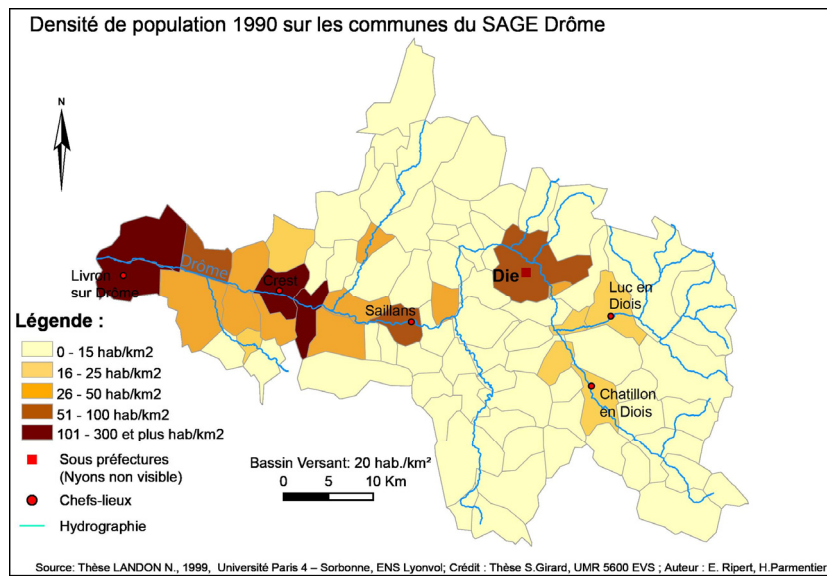 Densité de population 1990 sur les communes du SAGE Drôme
N
Drôme
Livron
sur Drôme
Crest
Saillans
Die
Luc en
Diois
Chatillon
en Diois
Légende :
0 - 15 hab/km2
16 - 25 hab/km2
26 - 50 hab/km2
51 - 100 hab/km2
101 - 300 et plus hab/km2
Sous préfectures
(Nyons non visible)
Chefs-lieux
Hydrographie
Bassin Versant: 20 hab./km²
0 5 10 Km
Source: Thèse LANDON N., 1999, Université Paris 4 – Sorbonne, ENS Lyonvol; Crédit : Thèse S.Girard, UMR 5600 EVS ; Auteur : E. Ripert, H.Parmentier